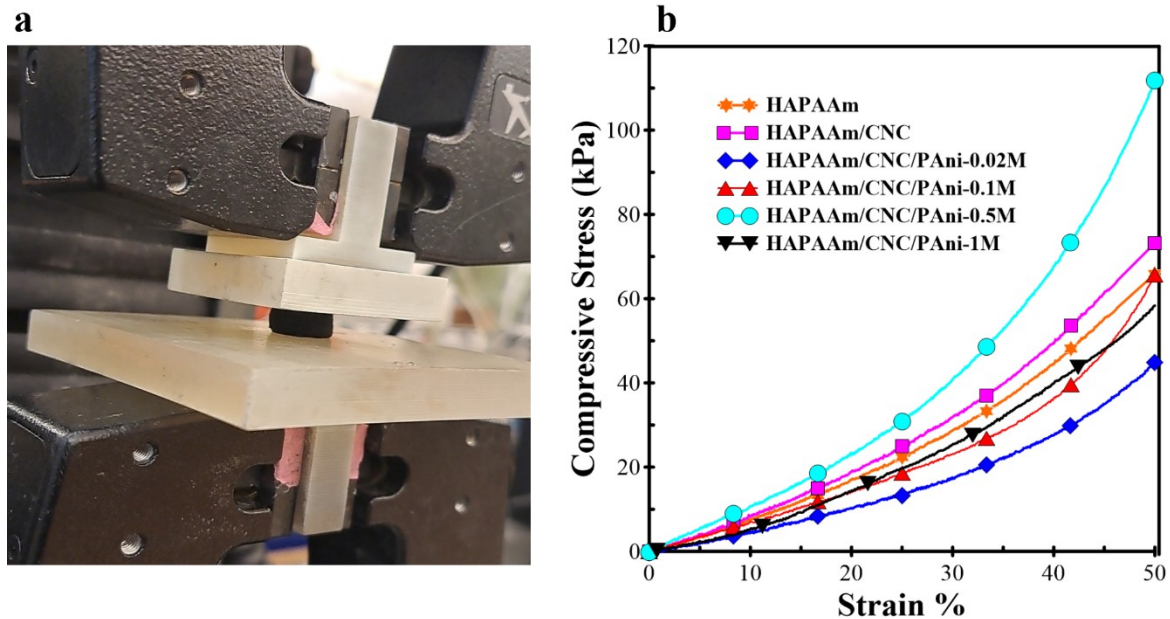 a
b
120
100
80
60
40
20
0
Compressive Stress (kPa)
HAPAAm
HAPAAm/CNC
HAPAAm/CNC/PAni-0.02M
HAPAAm/CNC/PAni-0.1M
HAPAAm/CNC/PAni-0.5M
HAPAAm/CNC/PAni-1M
0 10 20 30 40 50
Strain %